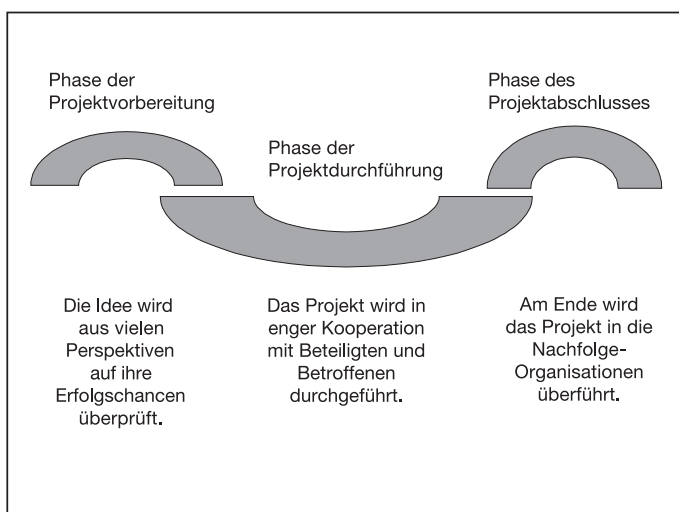 Phase der
Projektvorbereitung
Phase der
Projektdurchführung
Phase des
Projektabschlusses
Die Idee wird
aus vielen
Perspektiven
auf ihre
Erfolgschancen
überprüft.
Das Projekt wird in
enger Kooperation
mit Beteiligten und
Betroffenen
durchgeführt.
Am Ende wird
das Projekt in die
Nachfolge-
Organisationen
überführt.